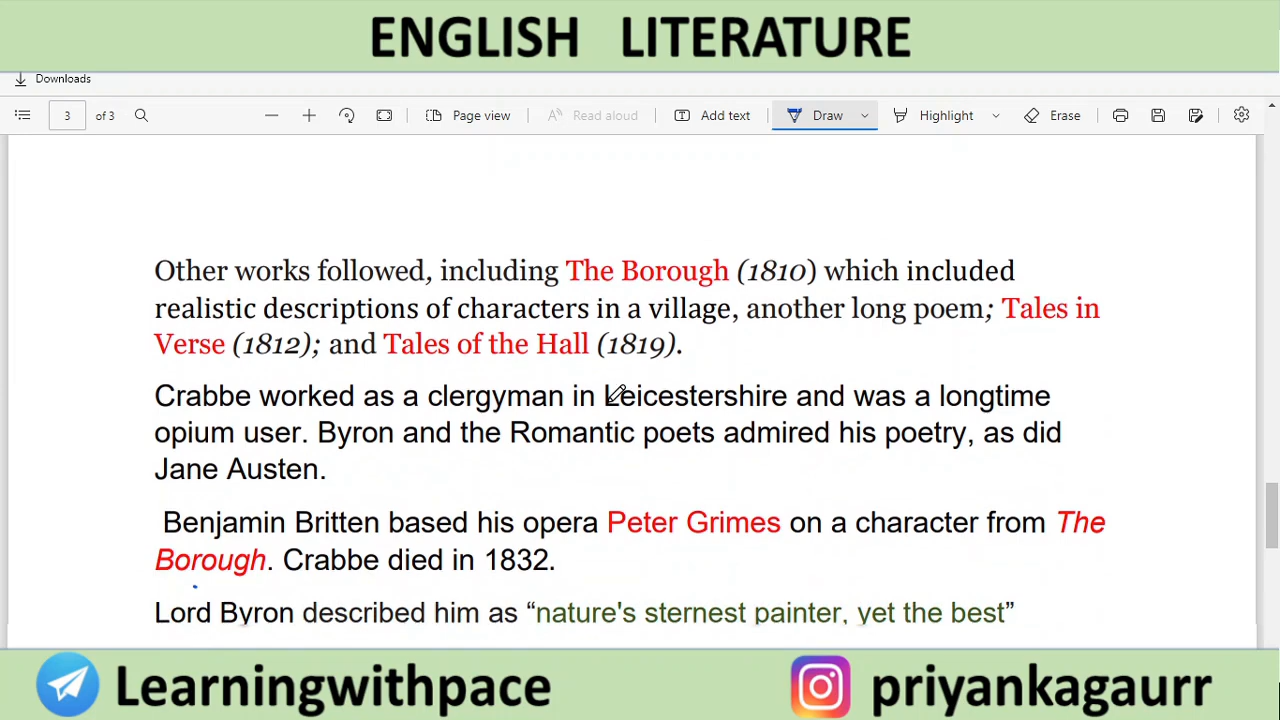 ENGLISH LITERATURE
Downloads
3 of 3 Page view Read aloud Add text Draw Highlight Erase
Other works followed, including The Borough (1810) which included
realistic descriptions of characters in a village, another long poem; Tales in
Verse (1812); and Tales of the Hall (1819).
Crabbe worked as a clergyman in Leicestershire and was a longtime
opium user. Byron and the Romantic poets admired his poetry, as did
Jane Austen.
Benjamin Britten based his opera Peter Grimes on a character from The
Borough. Crabbe died in 1832.
Lord Byron described him as “nature's sternest painter, yet the best”
Learningwithpace priyankagaurr